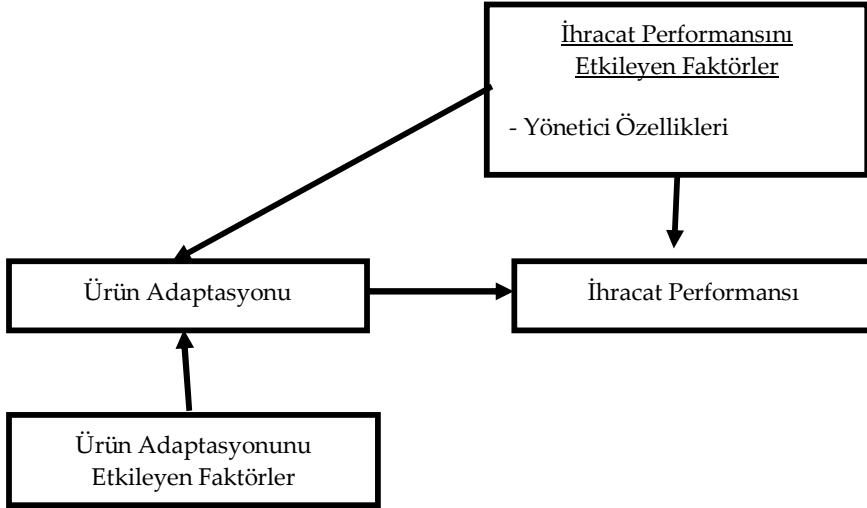 İhracat Performansını
Etkileyen Faktörler
- Yönetici Özellikleri
Ürün Adaptasyonu
İhracat Performansı
Ürün Adaptasyonunu
Etkileyen Faktörler